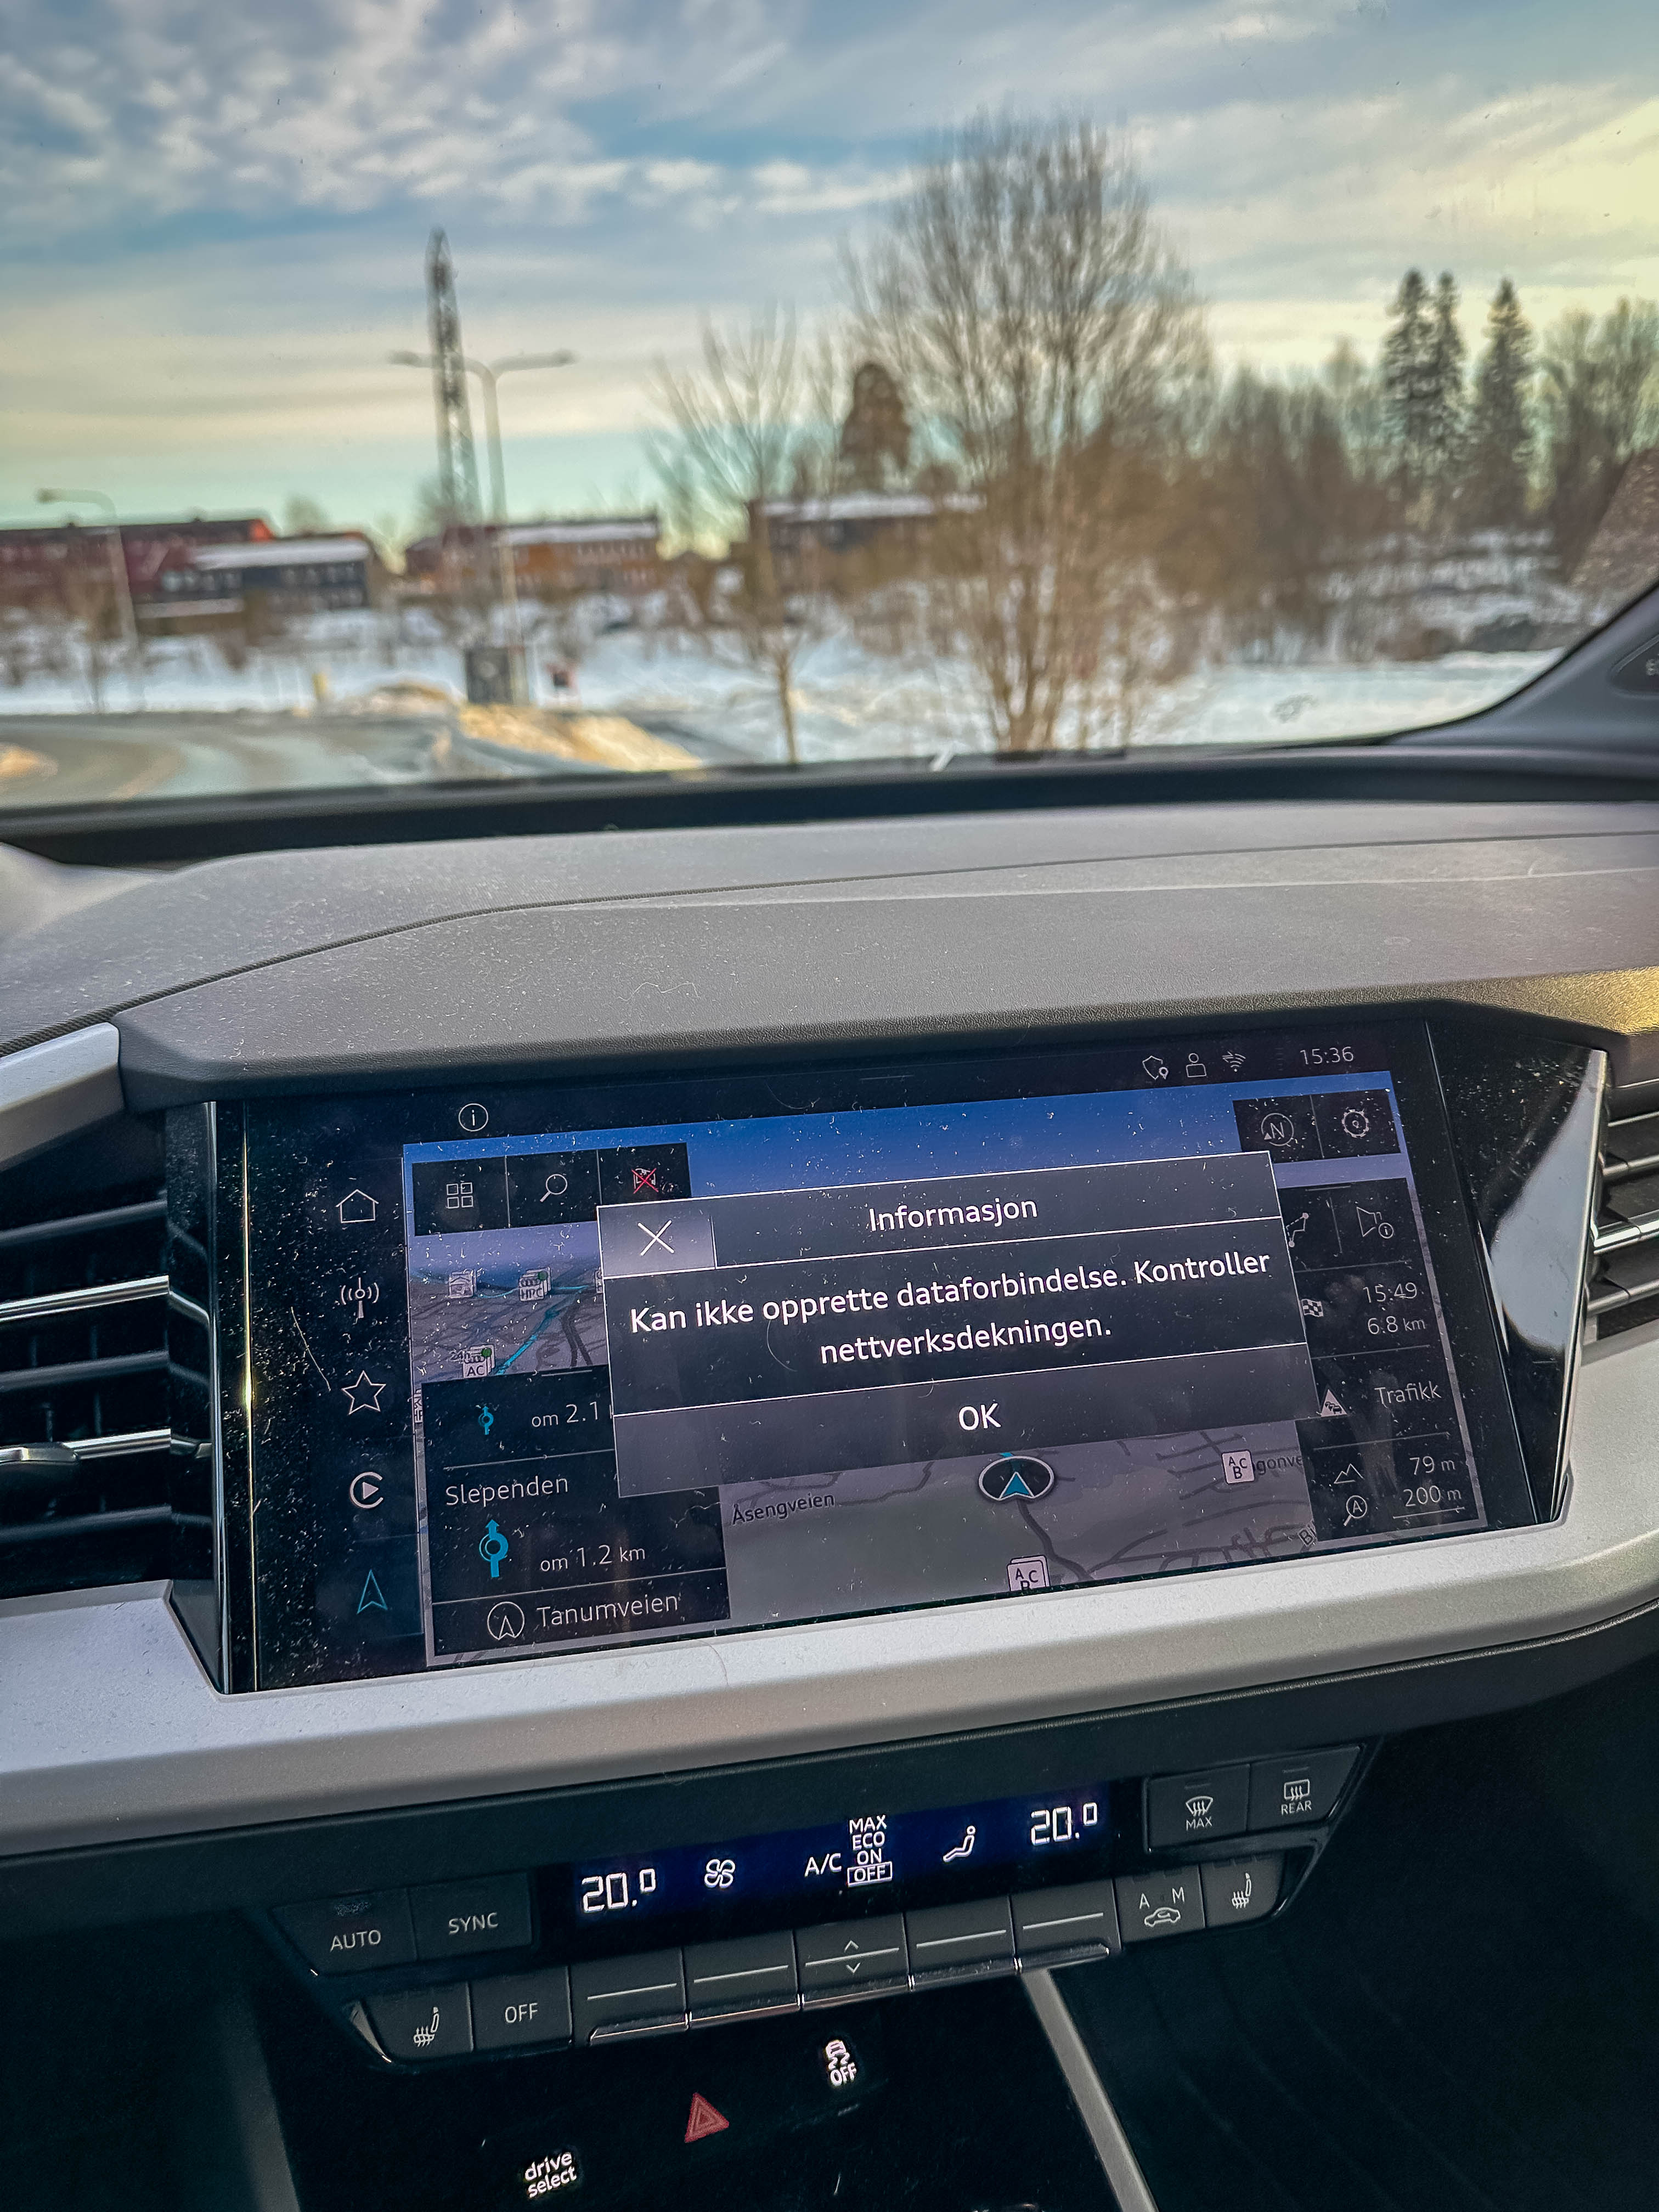 15:36
N
Informasjon
Kan ikke opprette dataforbindelse. Kontroller
nettverksdekningen.
OK
HPC
24h
AC
15:49
6.8 km
Trafikk
79 m
200 m
A
om 2.1
Slependen
om 1.2 km
Tanumveien
Åsengveien
A C
B
A C
B
MAX
REAR
20.0
A/C
MAX
ECO
ON
OFF
20.0
AUTO
SYNC
A M
OFF
OFF
drive
select